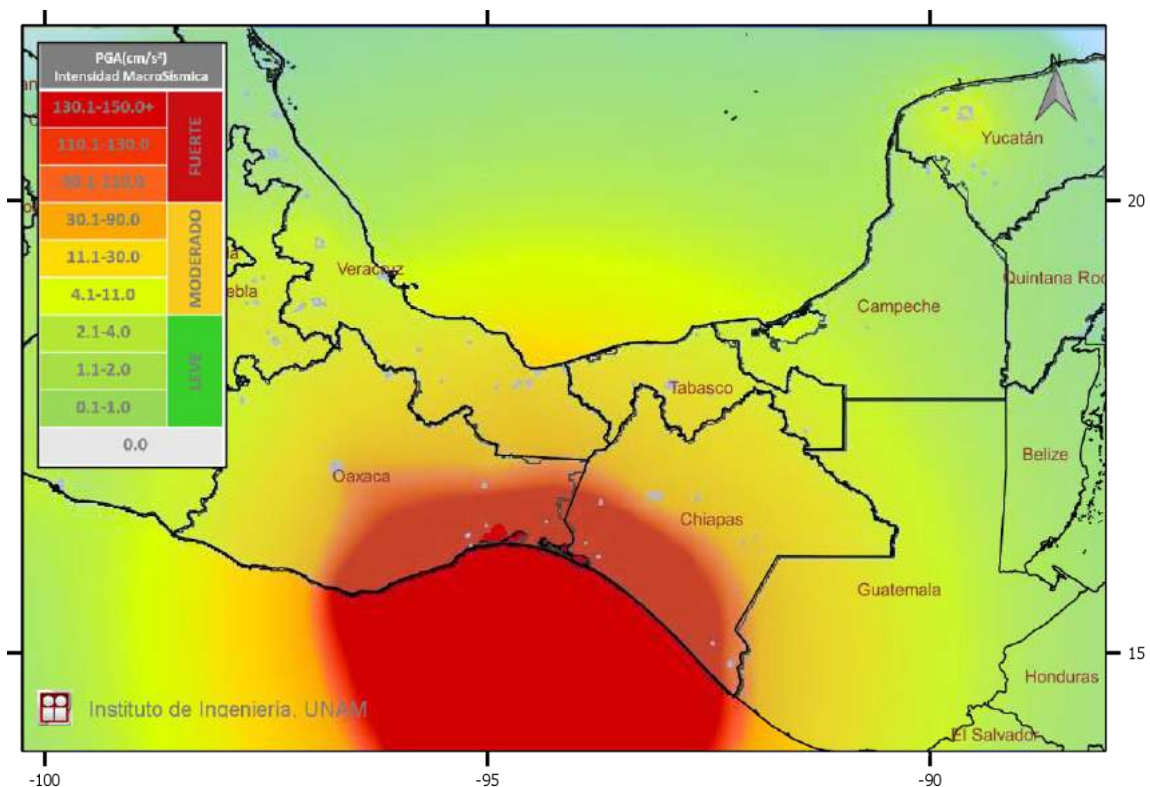 PGA(cm/s²)
Intensidad MacroSísmica
130.1-150.0+
110.1-130.0
90.1-110.0
FUERTE
30.1-90.0
11.1-30.0
4.1-11.0
MODERADO
2.1-4.0
1.1-2.0
0.1-1.0
LEVE
0.0
N
Yucatán
20
Veracruz
ebla
Quintana Roo
Campeche
Tabasco
Belize
Oaxaca
Chiapas
Guatemala
15
Honduras
Instituto de Ingeniería, UNAM
El Salvador
-100
-95
-90